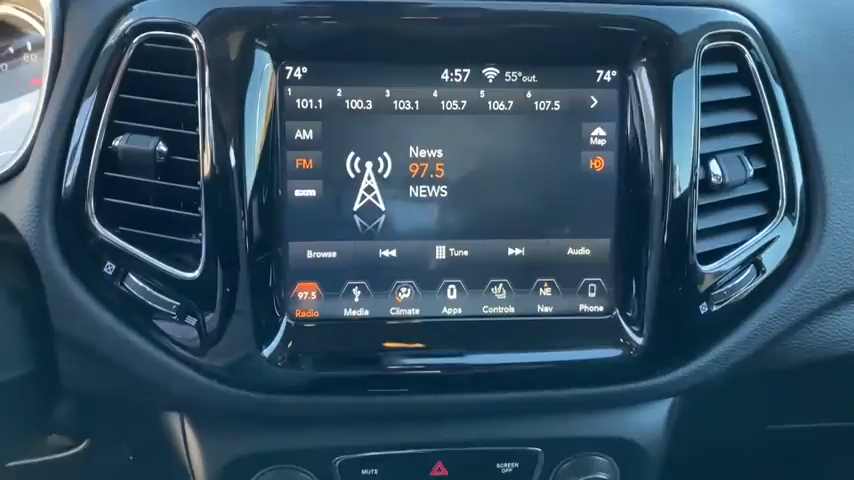 74° 4:57 55°out. 74°
1 2 3 4 5 6
101.1 100.3 103.1 105.7 106.7 107.5
AM
FM
sxm
News
97.5
NEWS
Map
HD
Browse Tune Audio
97.5 NE
Radio Media Climate Apps Controls Nav Phone
MUTE SCREEN OFF